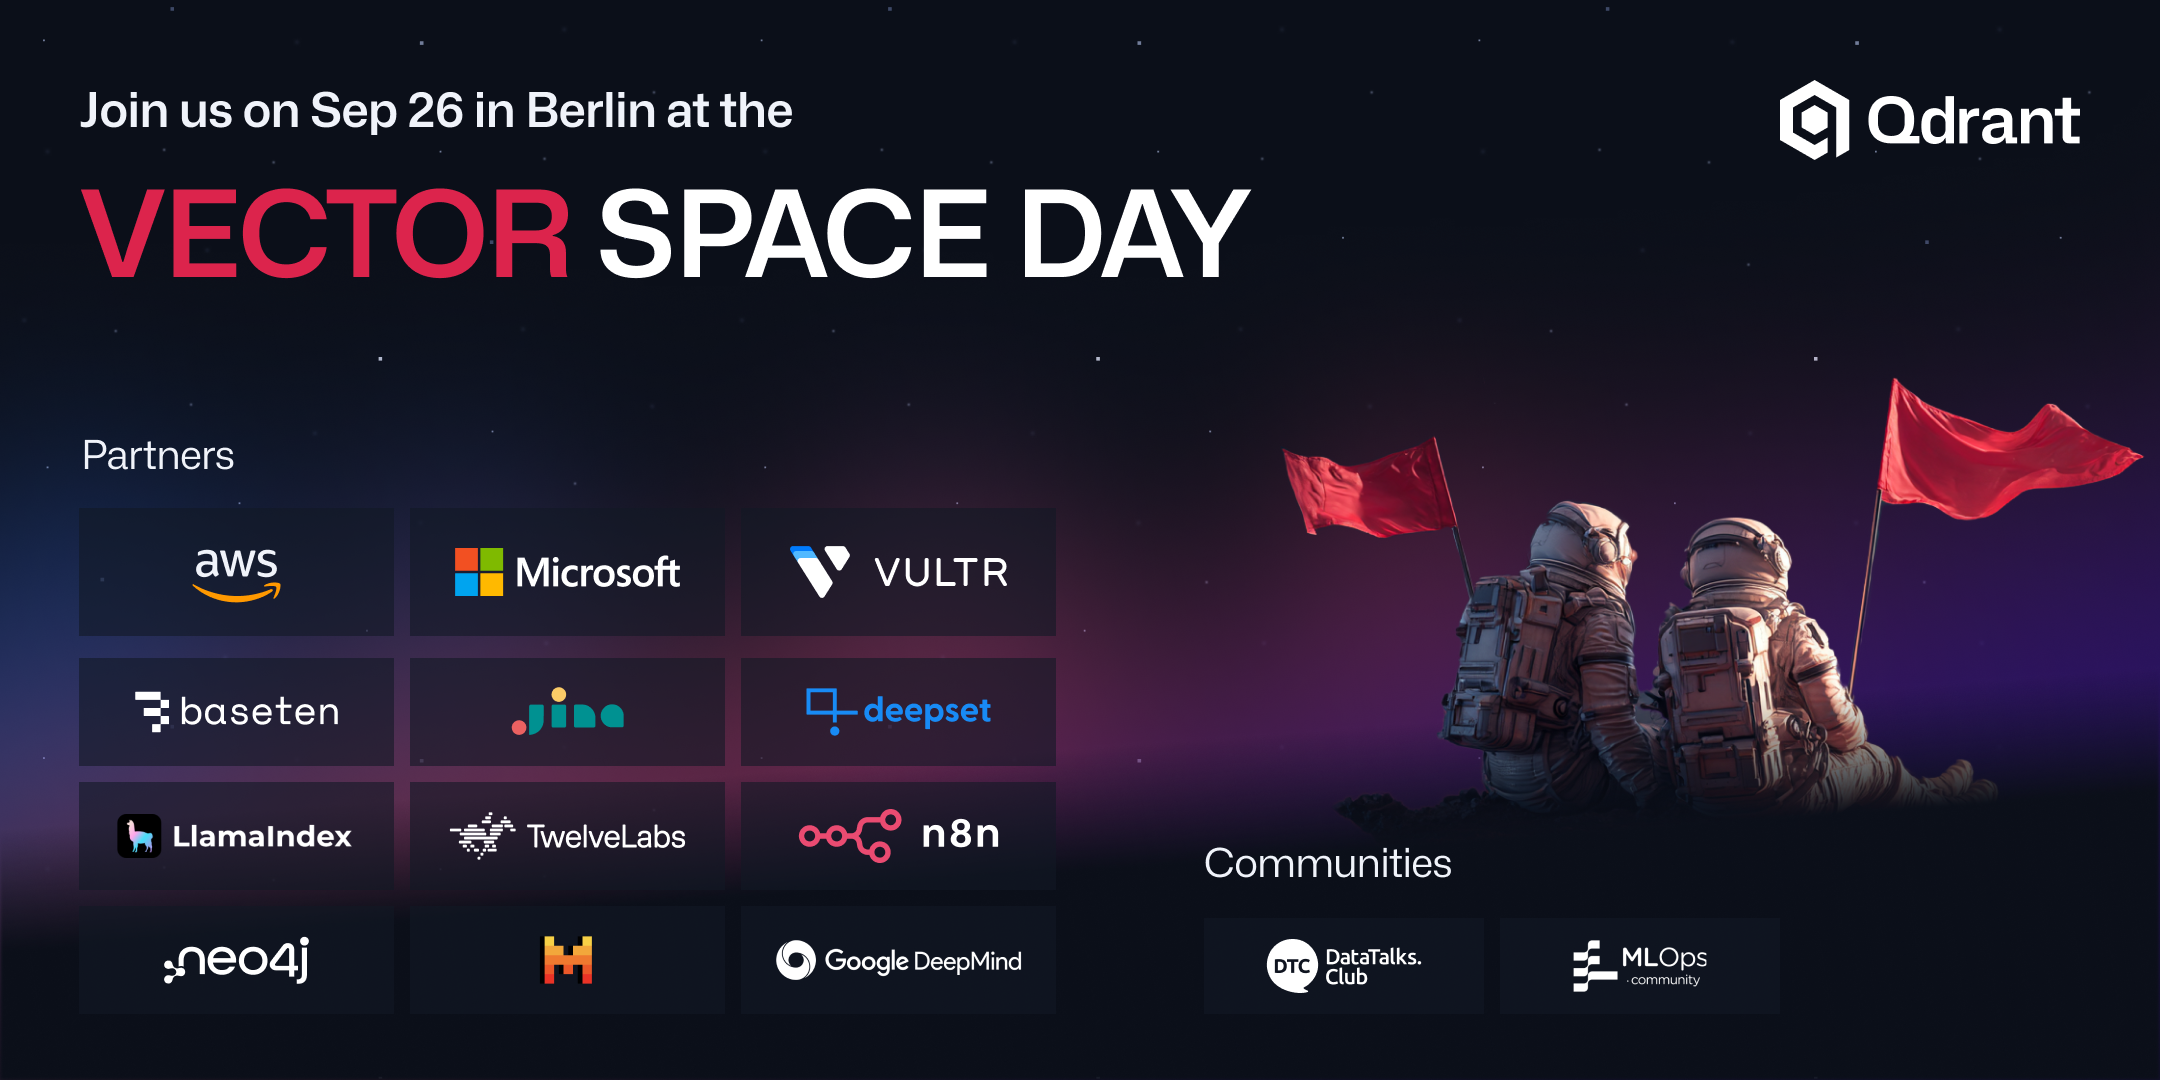 Join us on Sep 26 in Berlin at the
Qdrant
VECTOR SPACE DAY
Partners
aws
Microsoft
VULTR
baseten
jina
deepset
LlamaIndex
TwelveLabs
n8n
neo4j
Google DeepMind
Communities
DTC
DataTalks.
Club
MLOps
·community